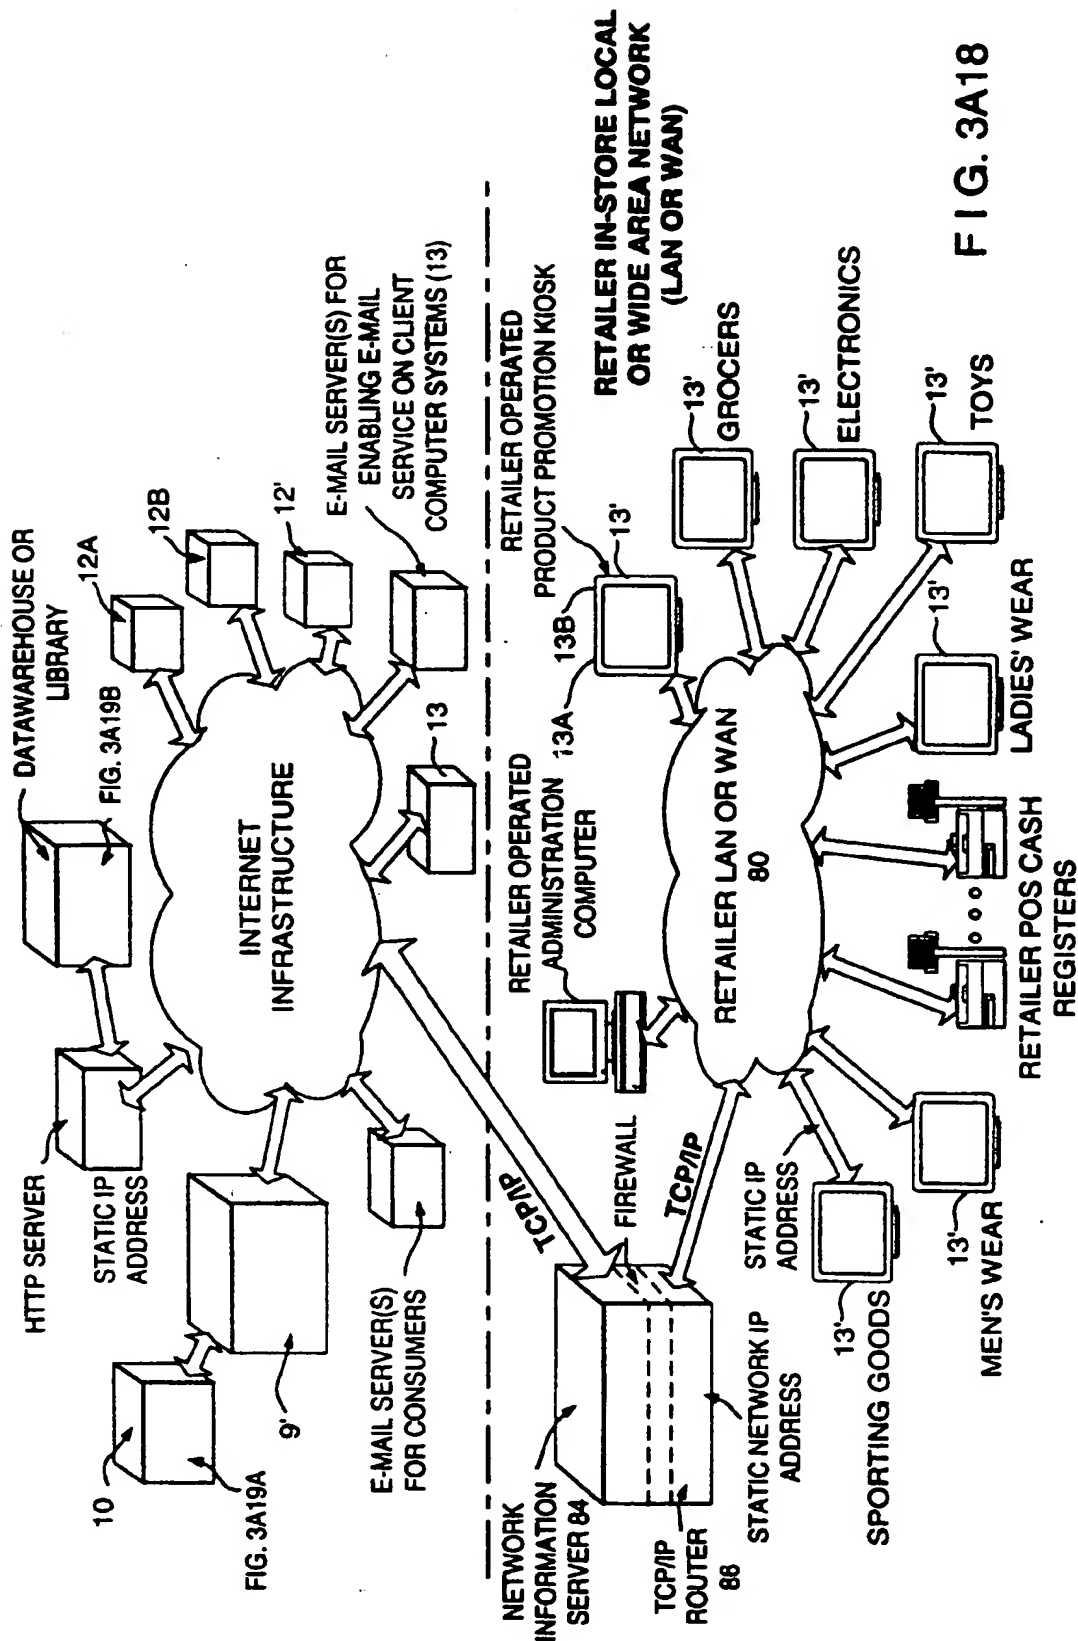 DATAWAREHOUSE OR
LIBRARY
12A
12B
12'
E-MAIL SERVER(S) FOR
ENABLING E-MAIL
SERVICE ON CLIENT
COMPUTER SYSTEMS (13)
FIG. 3A19B
HTTP SERVER
STATIC IP
ADDRESS
INTERNET
INFRASTRUCTURE
13
10
9'
FIG. 3A19A
E-MAIL SERVER(S)
FOR CONSUMERS
TCP/IP
NETWORK
INFORMATION
SERVER 84
FIREWALL
TCP/IP
RETAILER OPERATED
ADMINISTRATION
COMPUTER
RETAILER OPERATED
PRODUCT PROMOTION KIOSK
13A
13B
13'
RETAILER IN-STORE LOCAL
OR WIDE AREA NETWORK
(LAN OR WAN)
RETAILER LAN OR WAN
80
13'
GROCERS
13'
ELECTRONICS
13'
TOYS
13'
LADIES' WEAR
RETAILER POS CASH
REGISTERS
13'
MEN'S WEAR
STATIC IP
ADDRESS
13'
SPORTING GOODS
TCP/IP
ROUTER
86
STATIC NETWORK IP
ADDRESS
FIG. 3A18